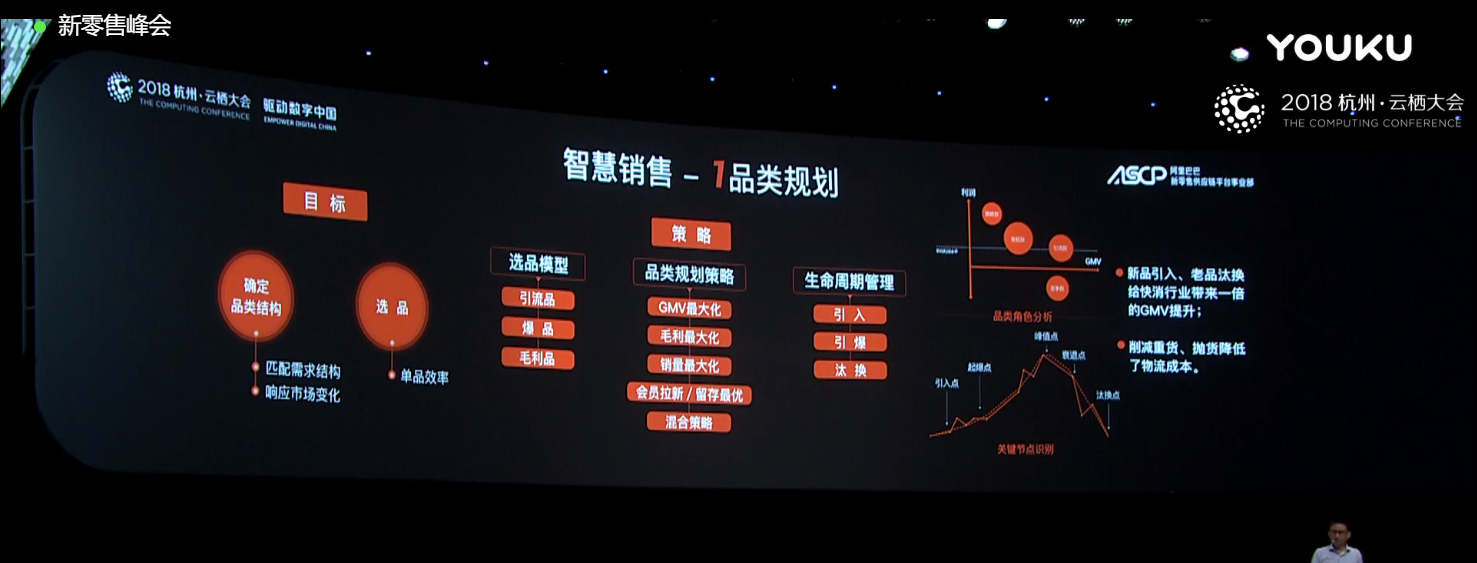 新零售峰会
YOUKU
2018 杭州·云栖大会
THE COMPUTING CONFERENCE
2018 杭州·云栖大会
THE COMPUTING CONFERENCE
驱动数字中国
EMPOWER DIGITAL CHINA
智慧销售 – 1品类规划
ASCP
阿里巴巴
新零售供应链平台事业部
目 标
确定
品类结构
匹配需求结构
响应市场变化
选 品
单品效率
策 略
选品模型
引流品
爆 品
毛利品
品类规划策略
GMV最大化
毛利最大化
销量最大化
会员拉新 / 留存最优
混合策略
生命周期管理
引 入
引 爆
汰 换
利润
GMV
品类角色分析
引入点
起爆点
峰值点
衰退点
汰换点
关键节点识别
新品引入、老品汰换
给快消行业带来一倍
的GMV提升；
削减重货、抛货降低
了物流成本。